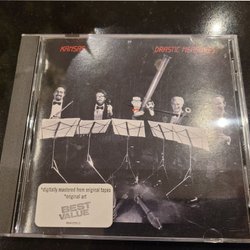 KANSAS DRASTIC MEASURES
*digitally mastered from original tapes
*original art
BEST
VALUE